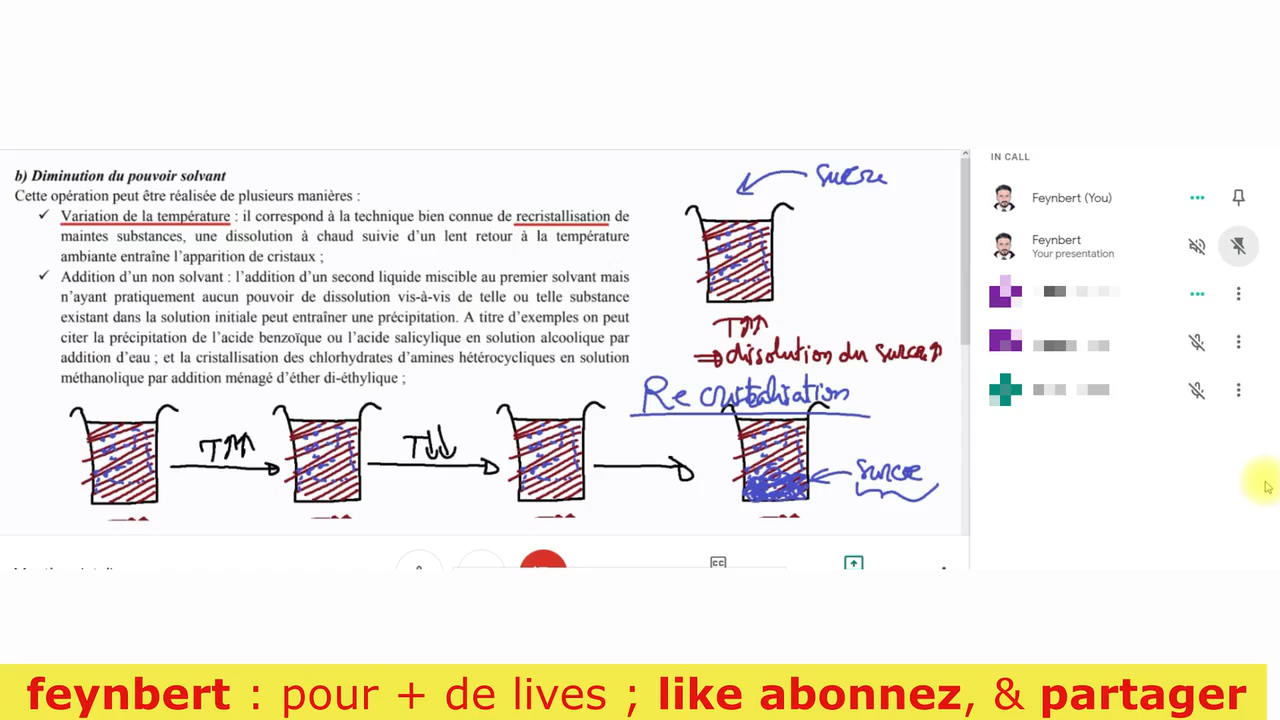 b) Diminution du pouvoir solvant
Cette opération peut être réalisée de plusieurs manières :
✓ Variation de la température : il correspond à la technique bien connue de recristallisation de
maintes substances, une dissolution à chaud suivie d'un lent retour à la température
ambiante entraîne l'apparition de cristaux ;
✓ Addition d'un non solvant : l'addition d'un second liquide miscible au premier solvant mais
n'ayant pratiquement aucun pouvoir de dissolution vis-à-vis de telle ou telle substance
existant dans la solution initiale peut entraîner une précipitation. A titre d'exemples on peut
citer la précipitation de l'acide benzoïque ou l'acide salicylique en solution alcoolique par
addition d'eau ; et la cristallisation des chlorhydrates d'amines hétérocycliques en solution
méthanolique par addition ménagé d'éther di-éthylique ;
Sucre
T↑↑
⇒ dissolution du sucre↑
Recristalisation
T↑↑
T↓↓
Surcre
IN CALL
Feynbert (You)
Feynbert
Your presentation
CC
feynbert : pour + de lives ; like abonnez, & partager